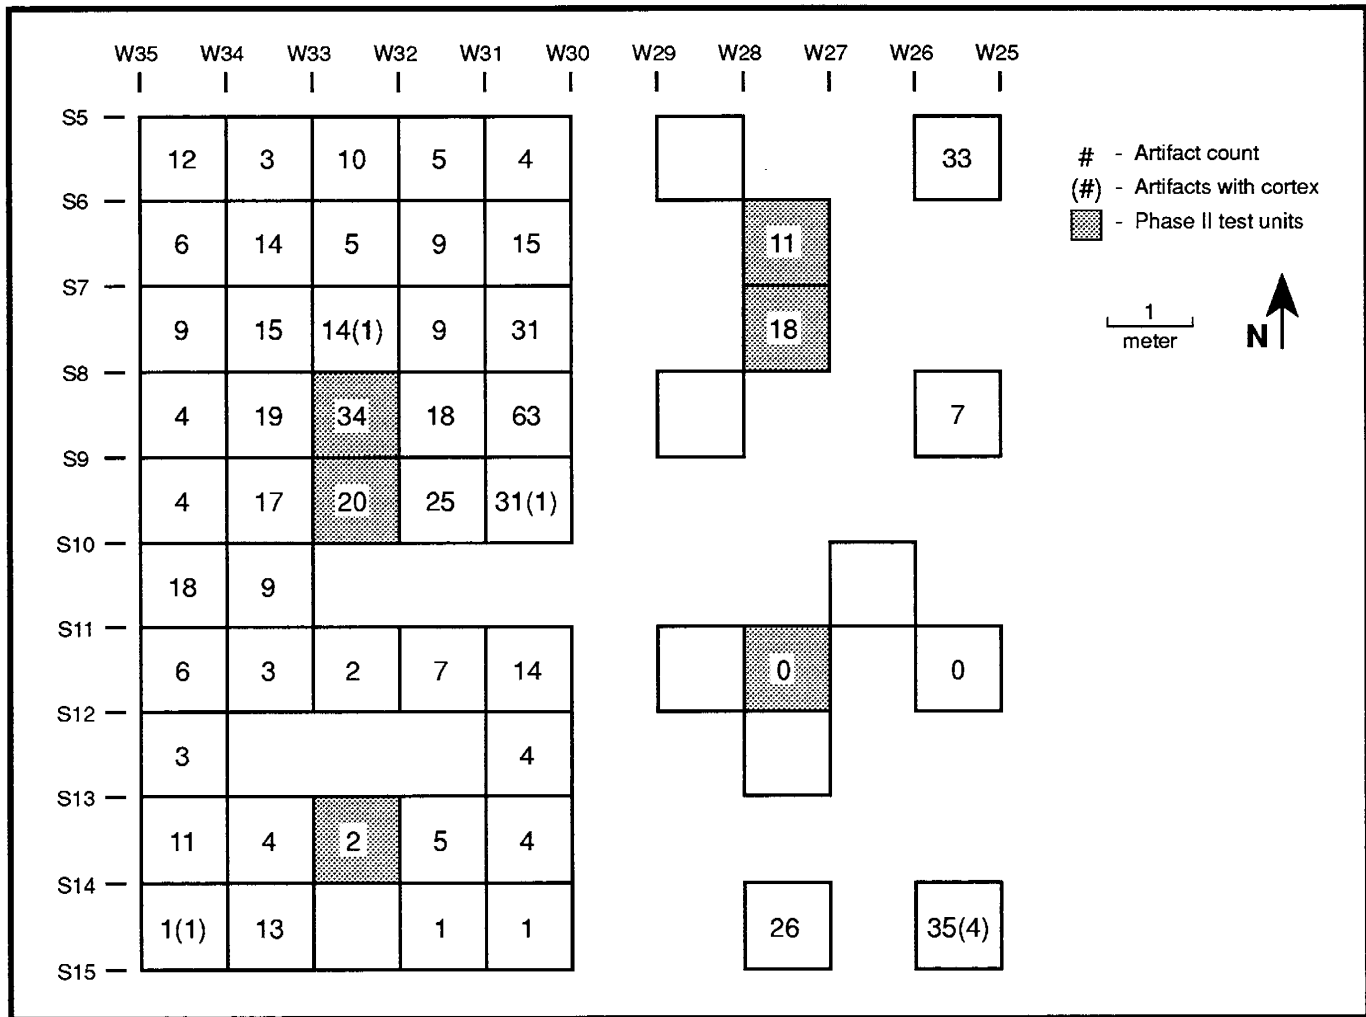 W35 W34 W33 W32 W31 W30 W29 W28 W27 W26 W25
S5
12 3 10 5 4 33
# - Artifact count
(#) - Artifacts with cortex
- Phase II test units
S6
6 14 5 9 15 11
S7
9 15 14(1) 9 31 18
1
meter
N
S8
4 19 34 18 63 7
S9
4 17 20 25 31(1)
S10
18 9
S11
6 3 2 7 14 0 0
S12
3 4
S13
11 4 2 5 4
S14
1(1) 13 1 1 26 35(4)
S15